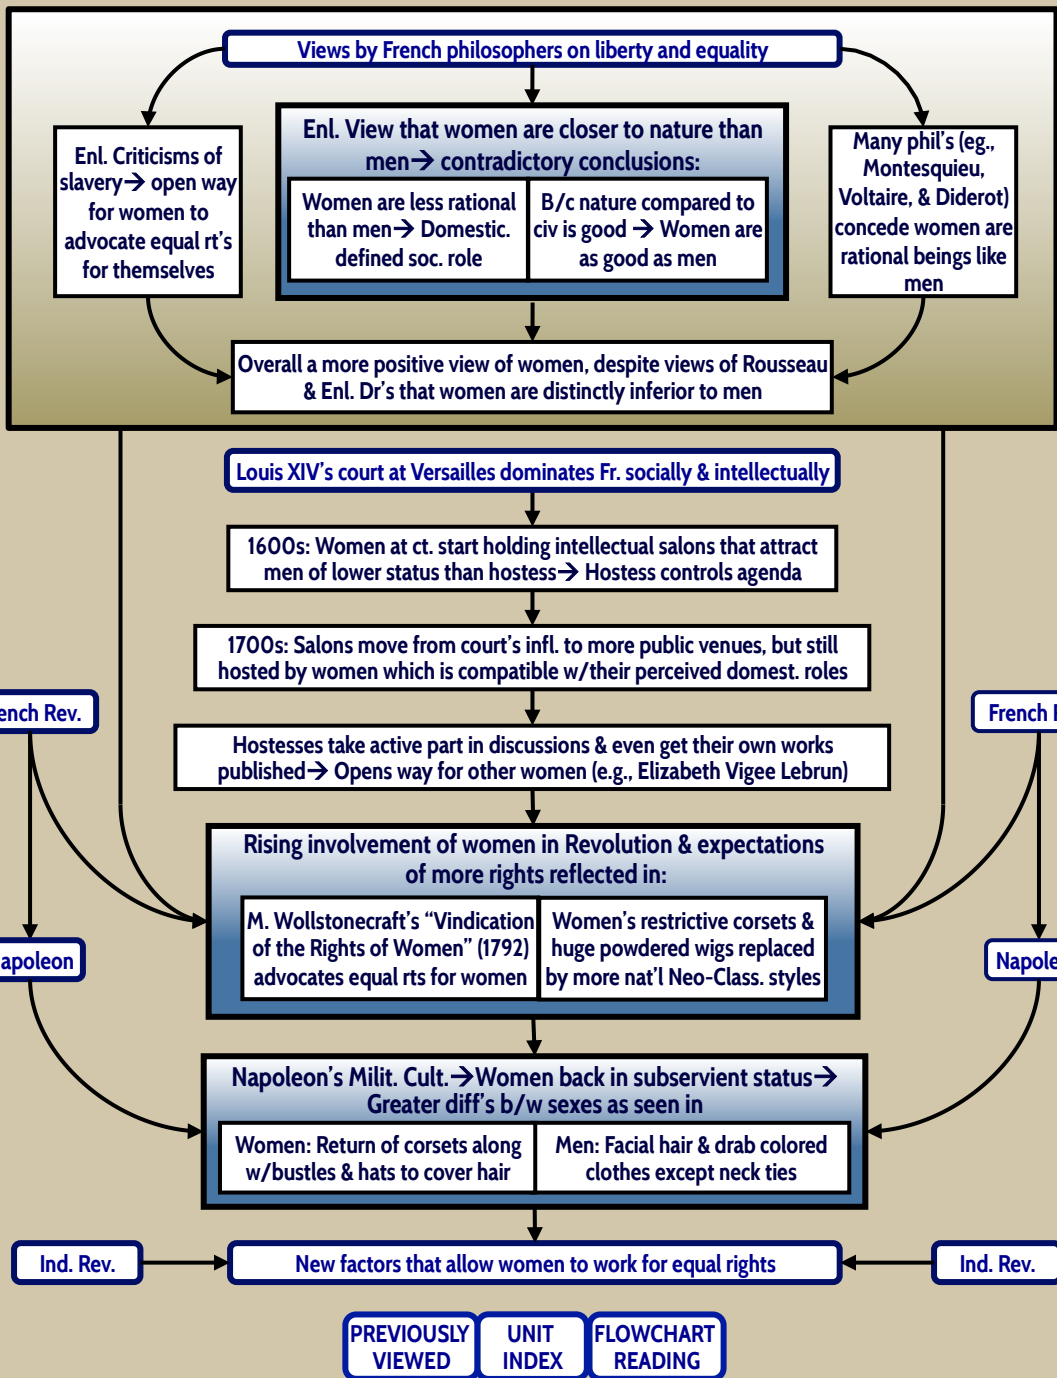 Views by French philosophers on liberty and equality
Enl. Criticisms of
slavery→ open way
for women to
advocate equal rt's
for themselves
Enl. View that women are closer to nature than
men→ contradictory conclusions:
Women are less rational
than men→ Domestic.
defined soc. role
B/c nature compared to
civ is good → Women are
as good as men
Many phil's (eg.,
Montesquieu,
Voltaire, & Diderot)
concede women are
rational beings like
men
Overall a more positive view of women, despite views of Rousseau
& Enl. Dr's that women are distinctly inferior to men
Louis XIV's court at Versailles dominates Fr. socially & intellectually
1600s: Women at ct. start holding intellectual salons that attract
men of lower status than hostess→ Hostess controls agenda
1700s: Salons move from court's infl. to more public venues, but still
hosted by women which is compatible w/their perceived domest. roles
ench Rev.
French
Hostesses take active part in discussions & even get their own works
published→ Opens way for other women (e.g., Elizabeth Vigee Lebrun)
Rising involvement of women in Revolution & expectations
of more rights reflected in:
M. Wollstonecraft's “Vindication
of the Rights of Women” (1792)
advocates equal rts for women
Women's restrictive corsets &
huge powdered wigs replaced
by more nat'l Neo-Class. styles
apoleon
Napole
Napoleon's Milit. Cult.→Women back in subservient status→
Greater diff's b/w sexes as seen in
Women: Return of corsets along
w/bustles & hats to cover hair
Men: Facial hair & drab colored
clothes except neck ties
Ind. Rev.
New factors that allow women to work for equal rights
Ind. Rev.
PREVIOUSLY
VIEWED
UNIT
INDEX
FLOWCHART
READING